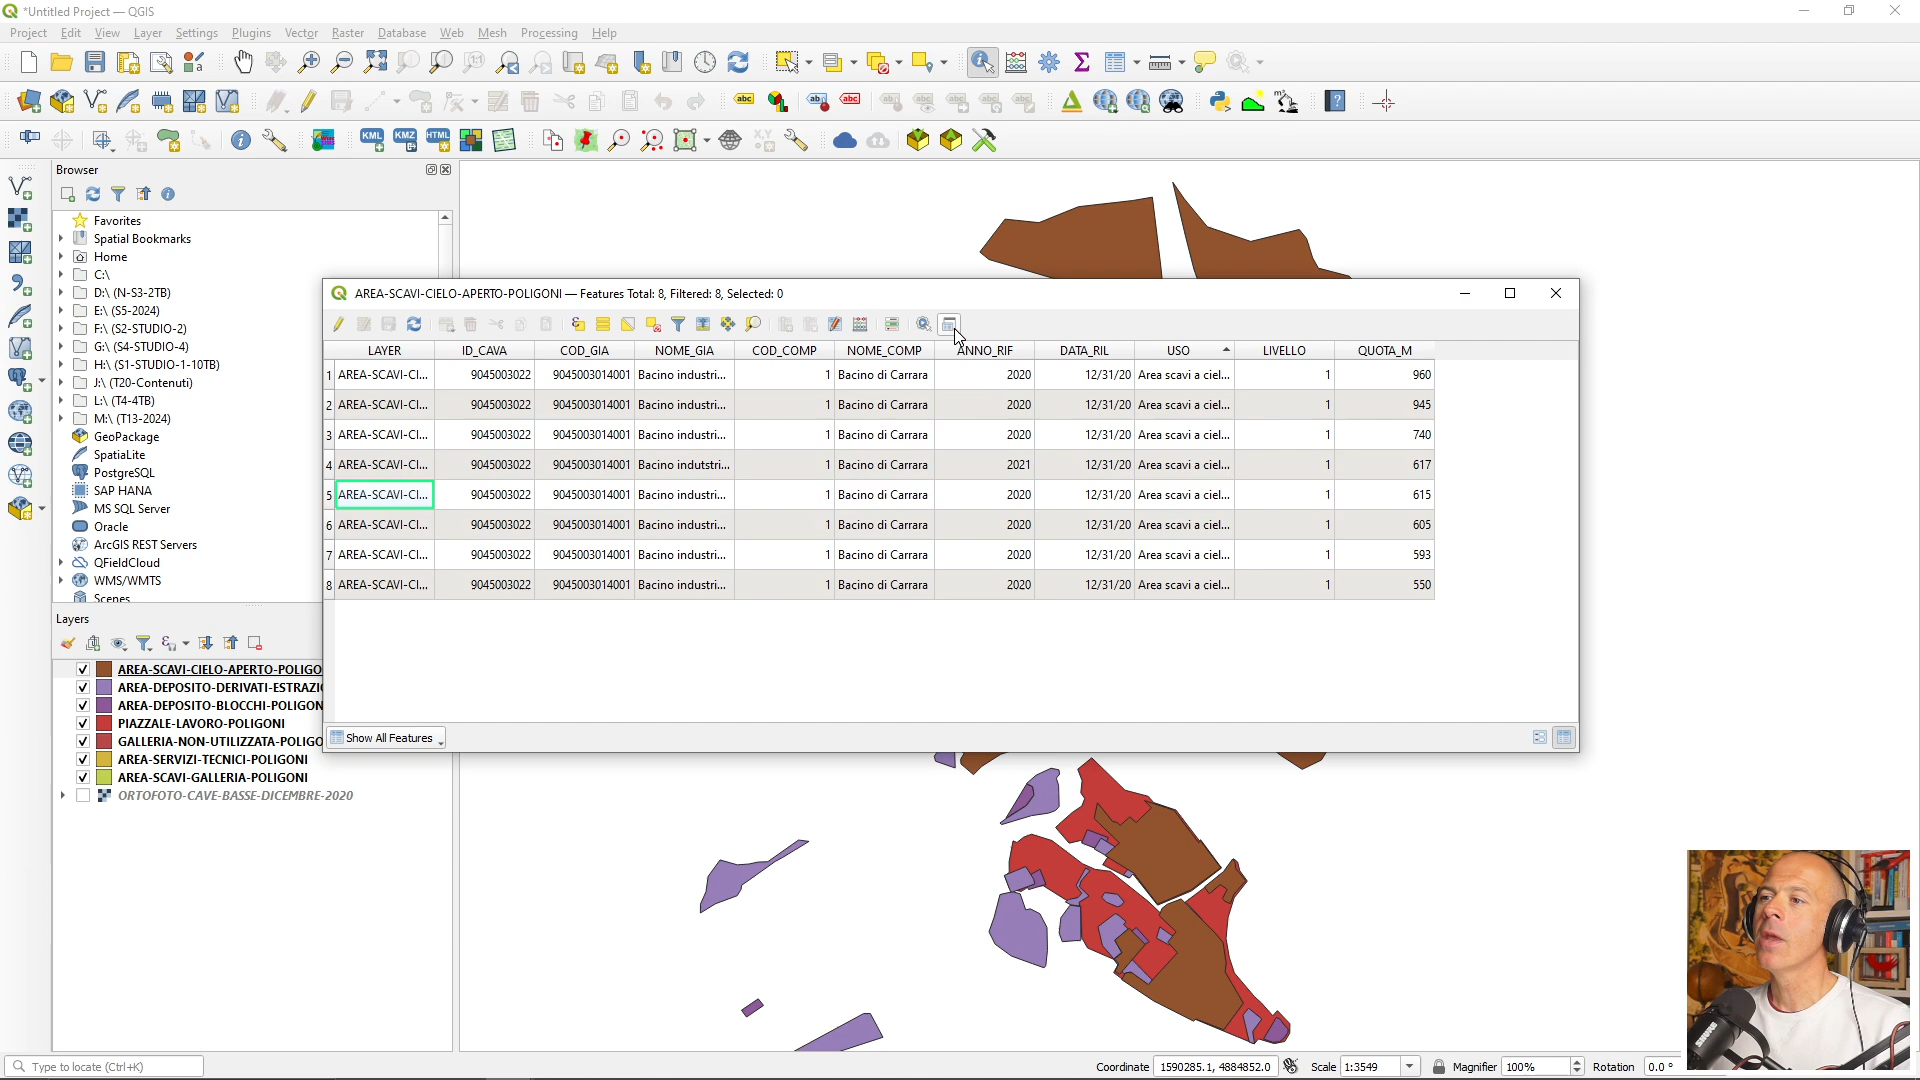 *Untitled Project — QGIS
Project Edit View Layer Settings Plugins Vector Raster Database Web Mesh Processing Help
Browser
Favorites
Spatial Bookmarks
Home
C:\
D:\ (N-S3-2TB)
E:\ (S5-2024)
F:\ (S2-STUDIO-2)
G:\ (S4-STUDIO-4)
H:\ (S1-STUDIO-1-10TB)
J:\ (T20-Contenuti)
L:\ (T4-4TB)
M:\ (T13-2024)
GeoPackage
SpatiaLite
PostgreSQL
SAP HANA
MS SQL Server
Oracle
ArcGIS REST Servers
QFieldCloud
WMS/WMTS
Scenes
AREA-SCAVI-CIELO-APERTO-POLIGONI — Features Total: 8, Filtered: 8, Selected: 0
LAYER ID_CAVA COD_GIA NOME_GIA COD_COMP NOME_COMP ANNO_RIF DATA_RIL USO LIVELLO QUOTA_M
1 AREA-SCAVI-CI... 9045003022 9045003014001 Bacino industri... 1 Bacino di Carrara 2020 12/31/20 Area scavi a ciel... 1 960
2 AREA-SCAVI-CI... 9045003022 9045003014001 Bacino industri... 1 Bacino di Carrara 2020 12/31/20 Area scavi a ciel... 1 945
3 AREA-SCAVI-CI... 9045003022 9045003014001 Bacino industri... 1 Bacino di Carrara 2020 12/31/20 Area scavi a ciel... 1 740
4 AREA-SCAVI-CI... 9045003022 9045003014001 Bacino indutstri... 1 Bacino di Carrara 2021 12/31/20 Area scavi a ciel... 1 617
5 AREA-SCAVI-CI... 9045003022 9045003014001 Bacino industri... 1 Bacino di Carrara 2020 12/31/20 Area scavi a ciel... 1 615
6 AREA-SCAVI-CI... 9045003022 9045003014001 Bacino industri... 1 Bacino di Carrara 2020 12/31/20 Area scavi a ciel... 1 605
7 AREA-SCAVI-CI... 9045003022 9045003014001 Bacino industri... 1 Bacino di Carrara 2020 12/31/20 Area scavi a ciel... 1 593
8 AREA-SCAVI-CI... 9045003022 9045003014001 Bacino industri... 1 Bacino di Carrara 2020 12/31/20 Area scavi a ciel... 1 550
Show All Features
Layers
AREA-SCAVI-CIELO-APERTO-POLIGO
AREA-DEPOSITO-DERIVATI-ESTRAZI
AREA-DEPOSITO-BLOCCHI-POLIGON
PIAZZALE-LAVORO-POLIGONI
GALLERIA-NON-UTILIZZATA-POLIGO
AREA-SERVIZI-TECNICI-POLIGONI
AREA-SCAVI-GALLERIA-POLIGONI
ORTOFOTO-CAVE-BASSE-DICEMBRE-2020
Type to locate (Ctrl+K) Coordinate 1590285.1, 4884852.0 Scale 1:3549 Magnifier 100% Rotation 0.0 °